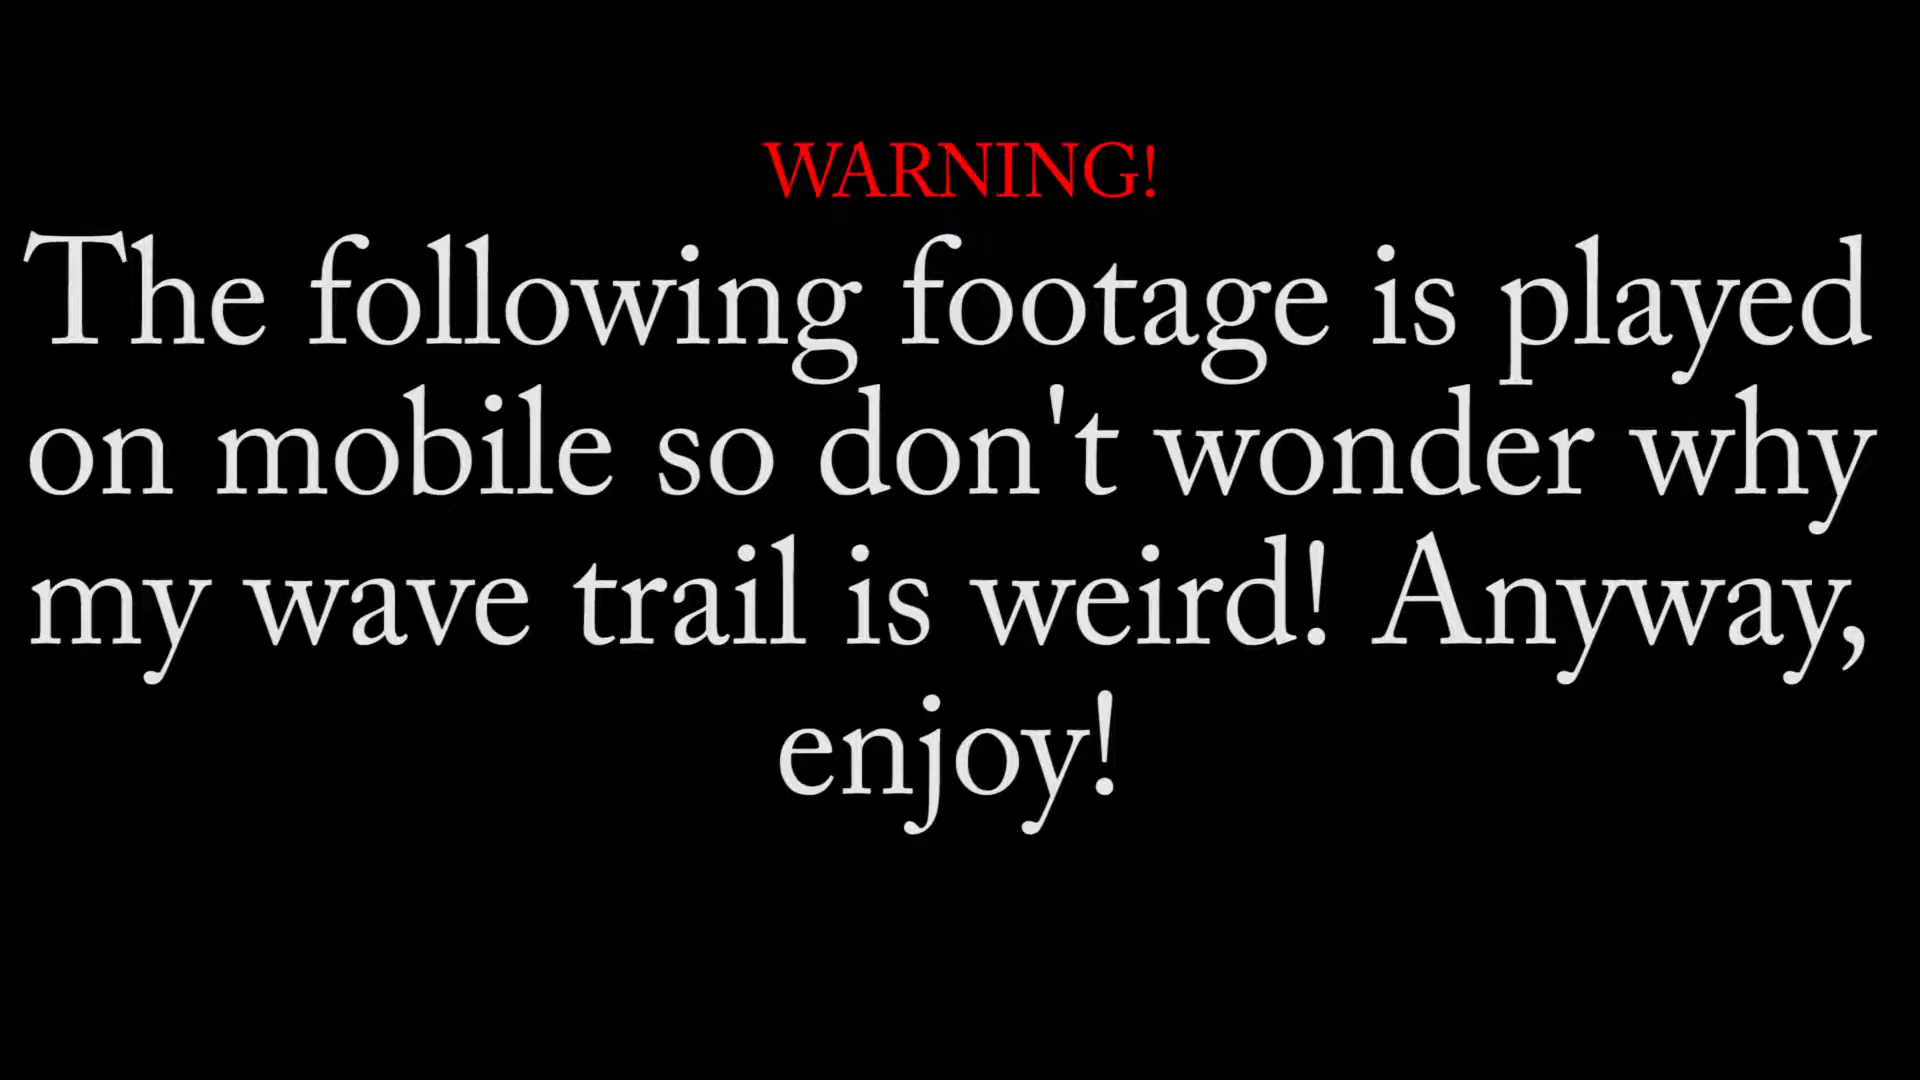 WARNING!
The following footage is played
on mobile so don't wonder why
my wave trail is weird! Anyway,
enjoy!